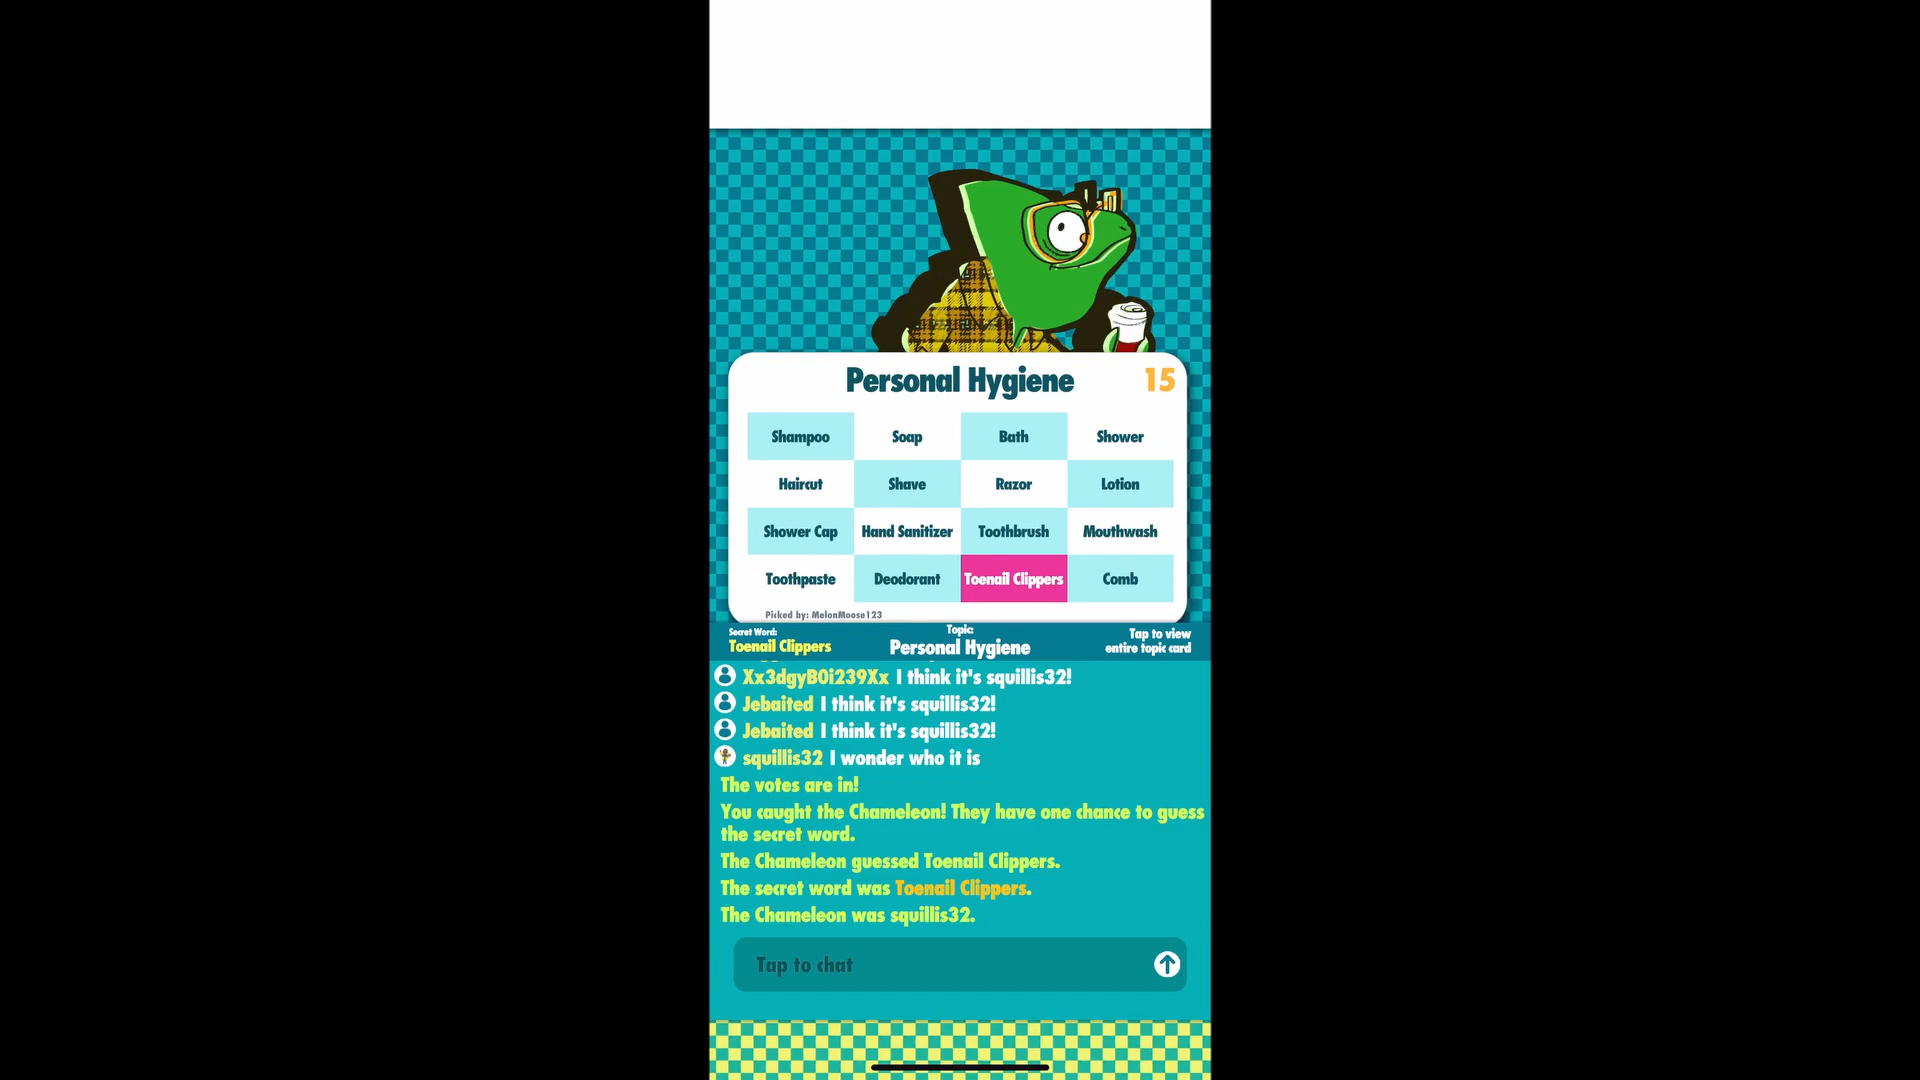 Personal Hygiene
15
Shampoo
Soap
Bath
Shower
Haircut
Shave
Razor
Lotion
Shower Cap
Hand Sanitizer
Toothbrush
Mouthwash
Toothpaste
Deodorant
Toenail Clippers
Comb
Picked by: MelonMoose123
Secret Word:
Toenail Clippers
Topic:
Personal Hygiene
Tap to view
entire topic card
Xx3dgyB0i239Xx I think it's squillis32!
Jebaited I think it's squillis32!
Jebaited I think it's squillis32!
squillis32 I wonder who it is
The votes are in!
You caught the Chameleon! They have one chance to guess
the secret word.
The Chameleon guessed Toenail Clippers.
The secret word was Toenail Clippers.
The Chameleon was squillis32.
Tap to chat